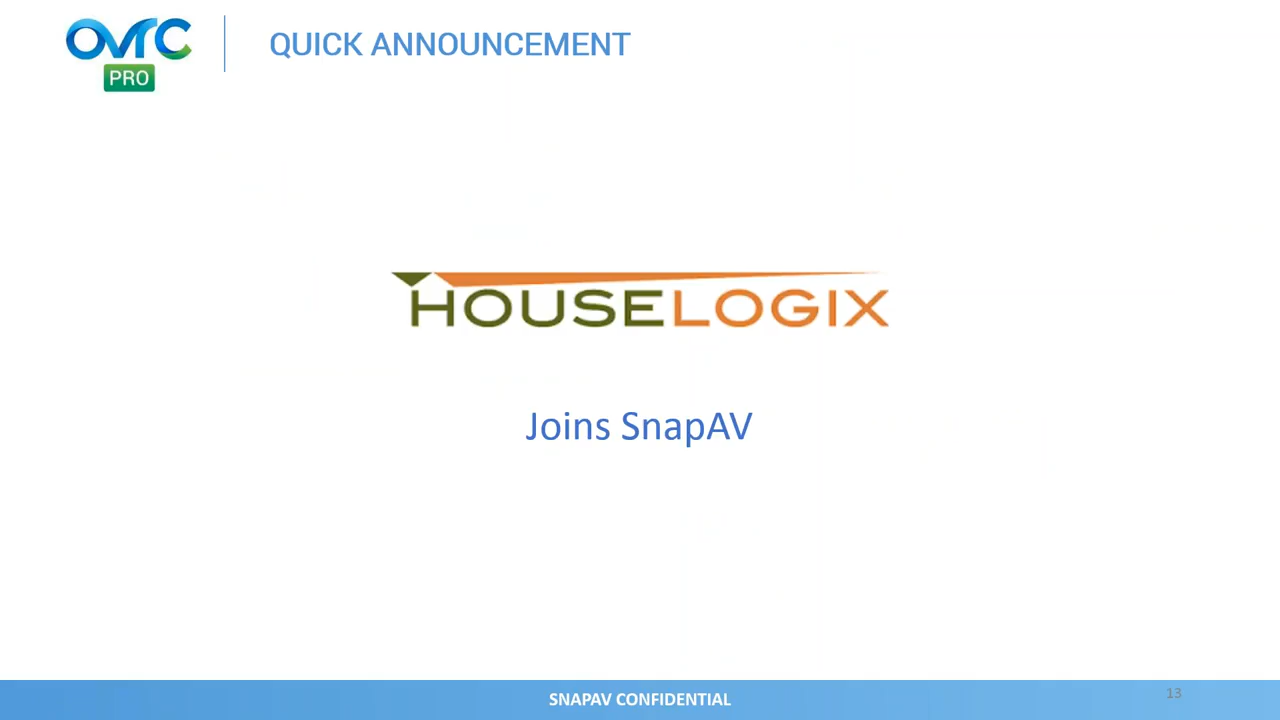 OvrC
PRO
QUICK ANNOUNCEMENT
HOUSELOGIX
Joins SnapAV
SNAPAV CONFIDENTIAL
13